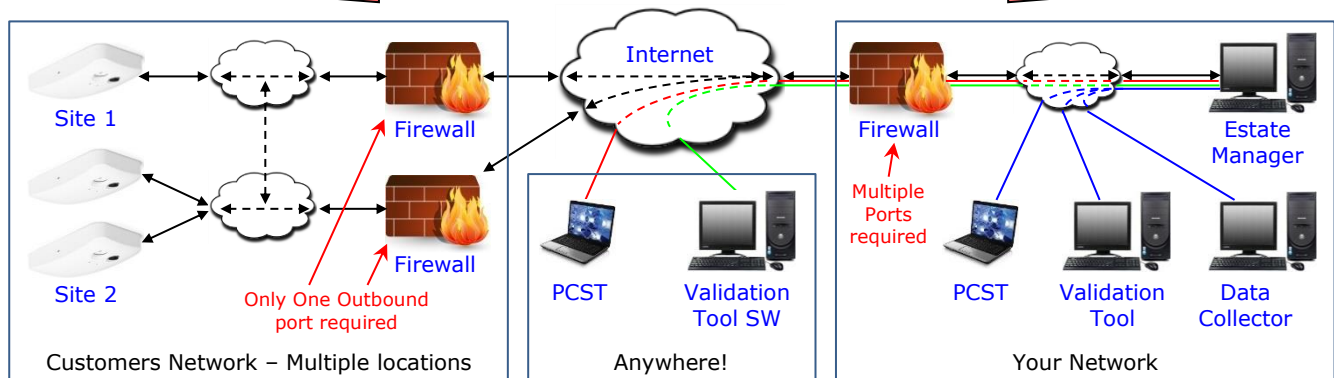 Site 1
Site 2
Firewall
Firewall
Only One Outbound
port required
Customers Network – Multiple locations
Internet
PCST
Validation
Tool SW
Anywhere!
Firewall
Multiple
Ports
required
Estate
Manager
PCST
Validation
Tool
Data
Collector
Your Network